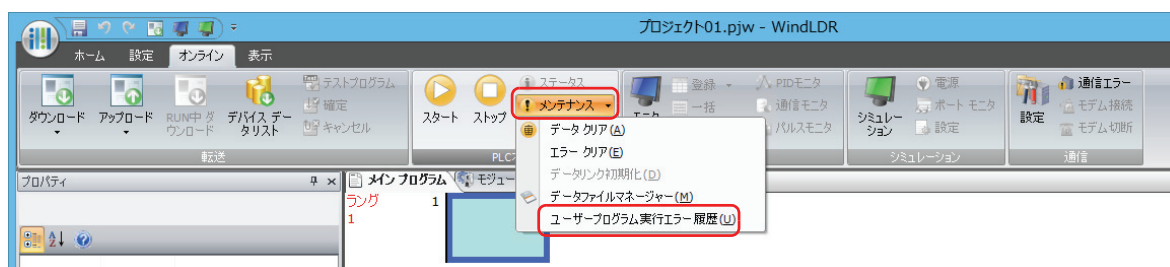 プロジェクト01.pjw - WindLDR
ホーム 設定 オンライン 表示
ダウンロード アップロード RUN中 ダウンロード デバイス データリスト
テストプログラム
確定
キャンセル
転送
スタート ストップ
ステータス
メンテナンス
モニタ
登録
一括
PIDモニタ
通信モニタ
パルスモニタ
シミュレーション
電源
ポート モニタ
設定
シミュレーション
設定
通信エラー
モデム接続
モデム切断
通信
データ クリア(A)
エラー クリア(E)
データリンク初期化(D)
データファイルマネージャー(M)
ユーザープログラム実行エラー履歴(U)
プロパティ
メイン プログラム
ラング 1
1